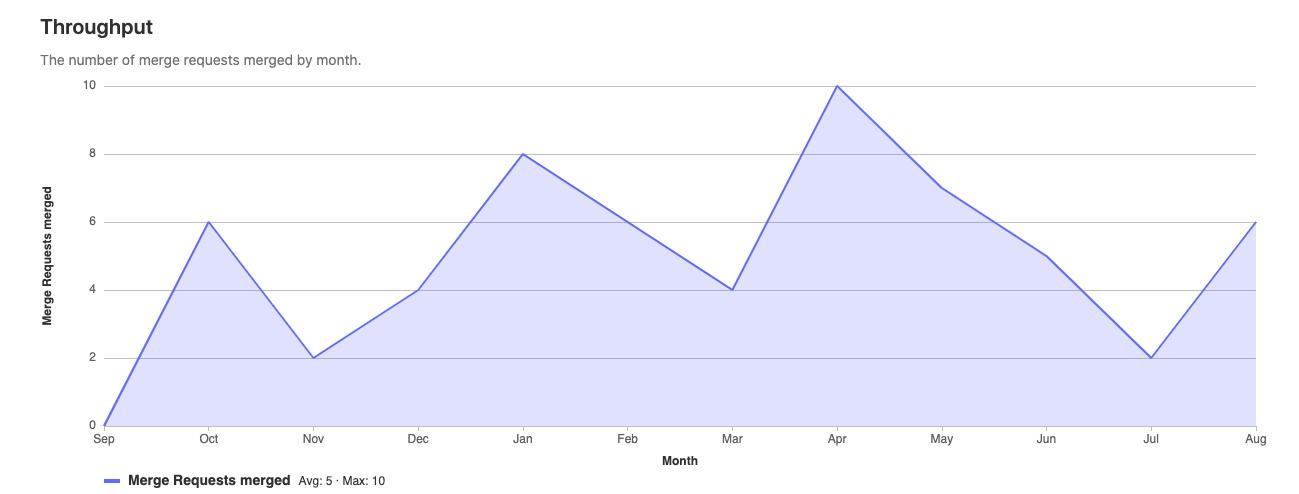 Throughput
The number of merge requests merged by month.
10
8
6
4
2
0
Merge Requests merged
Sep Oct Nov Dec Jan Feb Mar Apr May Jun Jul Aug
Month
Merge Requests merged Avg: 5 · Max: 10